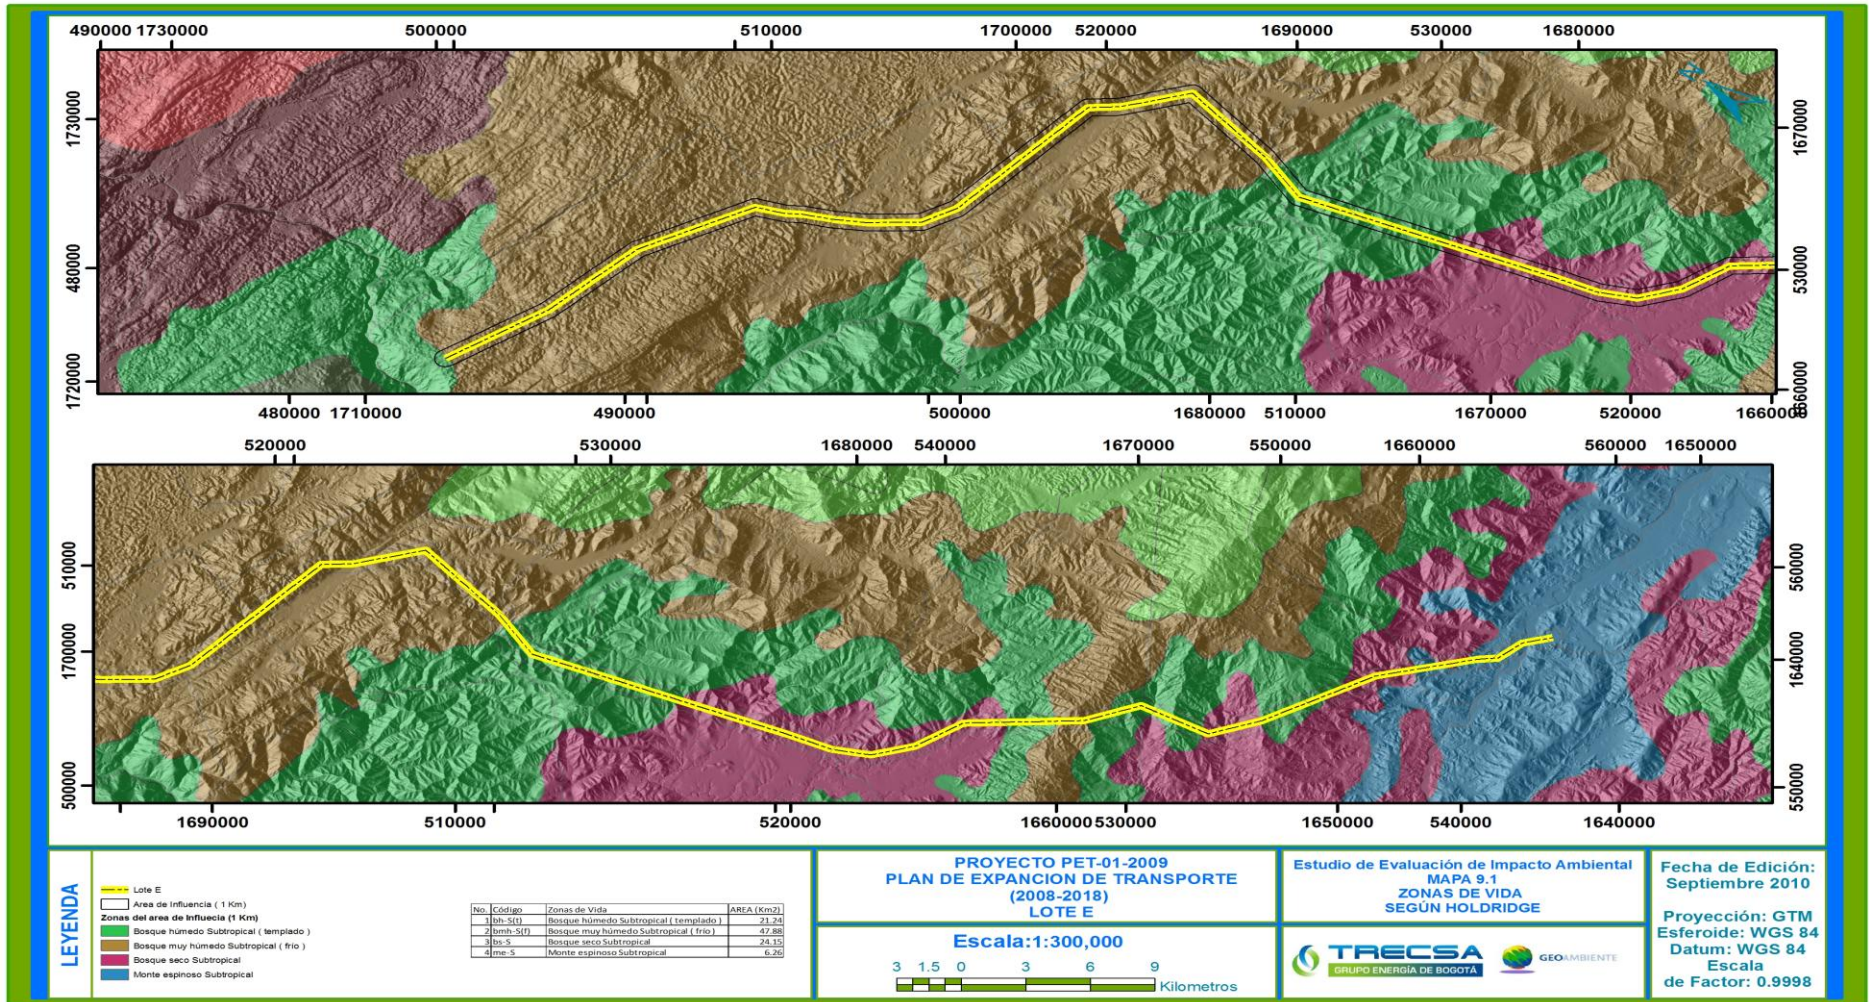 490000 1730000 500000 510000 1700000 520000 1690000 530000 1680000
1730000
480000
1720000
1670000
530000
1660000
N
480000 1710000 490000 500000 1680000 510000 1670000 520000 1660000
520000 530000 1680000 540000 1670000 550000 1660000 560000 1650000
510000
1700000
500000
560000
1640000
550000
1690000 510000 520000 1660000 530000 1650000 540000 1640000
LEYENDA
Lote E
Area de Influencia ( 1 Km)
Zonas del area de Influecia (1 Km)
Bosque húmedo Subtropical ( templado )
Bosque muy húmedo Subtropical ( frío )
Bosque seco Subtropical
Monte espinoso Subtropical
No. Código Zonas de Vida AREA (Km2)
1 bh-S(t) Bosque húmedo Subtropical ( templado ) 21.24
2 bmh-S(f) Bosque muy húmedo Subtropical ( frío ) 47.88
3 bs-S Bosque seco Subtropical 24.15
4 me-S Monte espinoso Subtropical 6.26
PROYECTO PET-01-2009
PLAN DE EXPANCION DE TRANSPORTE
(2008-2018)
LOTE E
Escala:1:300,000
3 1.5 0 3 6 9
Kilometros
Estudio de Evaluación de Impacto Ambiental
MAPA 9.1
ZONAS DE VIDA
SEGÚN HOLDRIDGE
TRECSA
GRUPO ENERGÍA DE BOGOTÁ
GEOAMBIENTE
Fecha de Edición:
Septiembre 2010
Proyección: GTM
Esferoide: WGS 84
Datum: WGS 84
Escala
de Factor: 0.9998